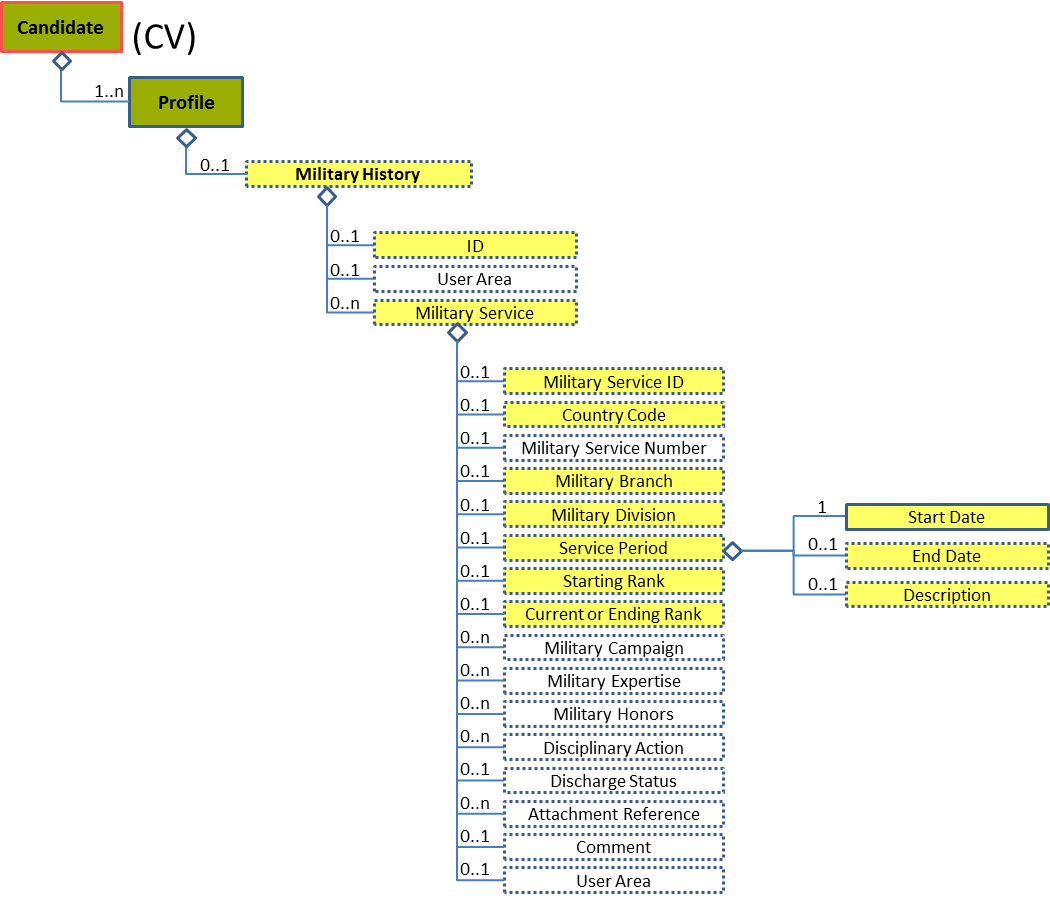 Candidate
(CV)
1..n
Profile
0..1
Military History
0..1
ID
0..1
User Area
0..n
Military Service
0..1
Military Service ID
0..1
Country Code
0..1
Military Service Number
0..1
Military Branch
0..1
Military Division
0..1
Service Period
1
Start Date
0..1
End Date
0..1
Description
0..1
Starting Rank
0..1
Current or Ending Rank
0..n
Military Campaign
0..n
Military Expertise
0..n
Military Honors
0..n
Disciplinary Action
0..1
Discharge Status
0..n
Attachment Reference
0..1
Comment
0..1
User Area